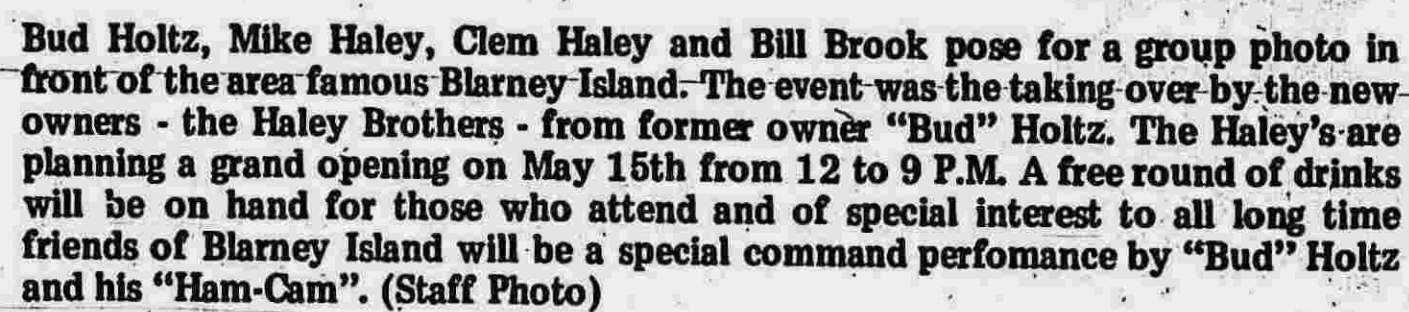 Bud Holtz, Mike Haley, Clem Haley and Bill Brook pose for a group photo in
front of the area famous Blarney Island. The event was the taking over by the new
owners - the Haley Brothers - from former owner "Bud" Holtz. The Haley's are
planning a grand opening on May 15th from 12 to 9 P.M. A free round of drinks
will be on hand for those who attend and of special interest to all long time
friends of Blarney Island will be a special command perfomance by "Bud" Holtz
and his "Ham-Cam". (Staff Photo)